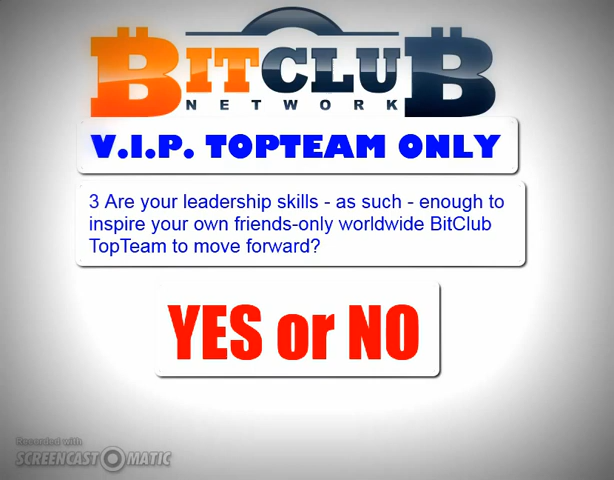 BITCLUB
NETWORK
V.I.P. TOPTEAM ONLY
3 Are your leadership skills - as such - enough to
inspire your own friends-only worldwide BitClub
TopTeam to move forward?
YES or NO
Recorded with
SCREENCAST-O-MATIC